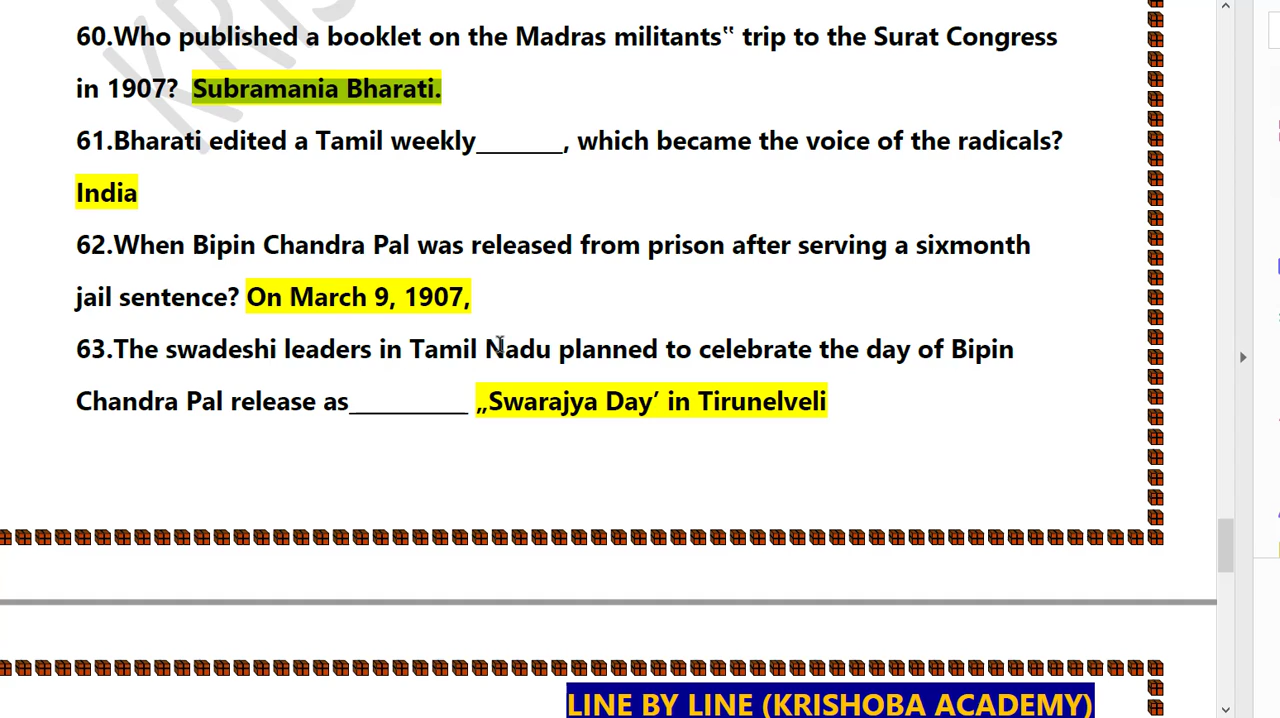 60.Who published a booklet on the Madras militants‟ trip to the Surat Congress
in 1907? Subramania Bharati.
61.Bharati edited a Tamil weekly_______, which became the voice of the radicals?
India
62.When Bipin Chandra Pal was released from prison after serving a sixmonth
jail sentence? On March 9, 1907,
63.The swadeshi leaders in Tamil Nadu planned to celebrate the day of Bipin
Chandra Pal release as__________ „Swarajya Day’ in Tirunelveli
LINE BY LINE (KRISHOBA ACADEMY)